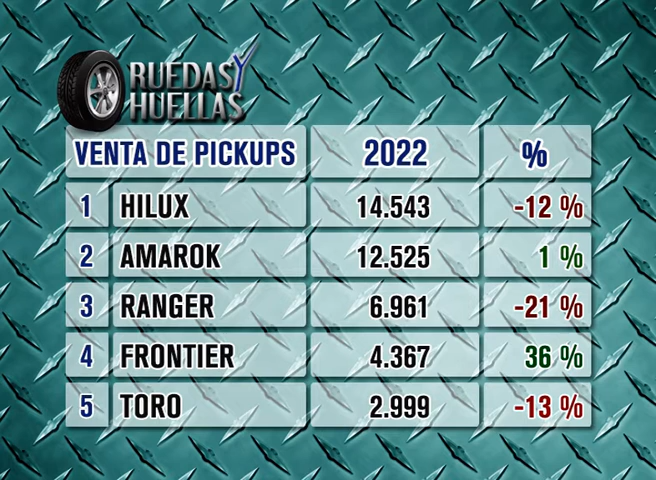 RUEDAS Y
HUELLAS
VENTA DE PICKUPS 2022 %
1 HILUX 14.543 -12 %
2 AMAROK 12.525 1 %
3 RANGER 6.961 -21 %
4 FRONTIER 4.367 36 %
5 TORO 2.999 -13 %